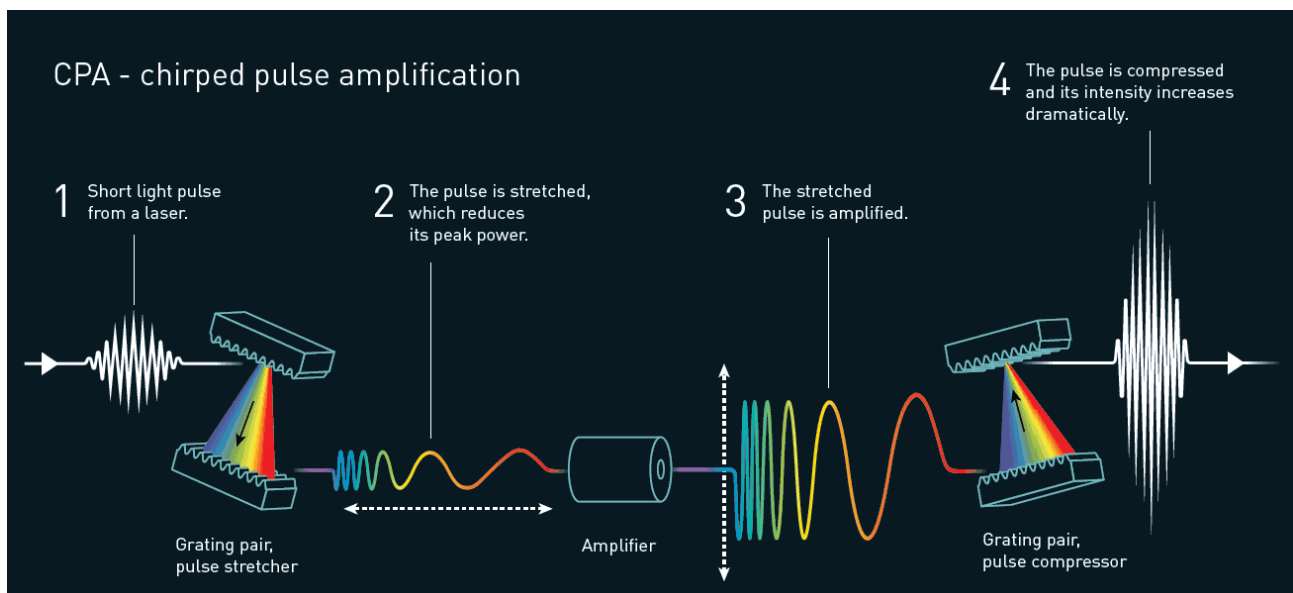 CPA - chirped pulse amplification
1
Short light pulse
from a laser.
2
The pulse is stretched,
which reduces
its peak power.
3
The stretched
pulse is amplified.
4
The pulse is compressed
and its intensity increases
dramatically.
Grating pair,
pulse stretcher
Amplifier
Grating pair,
pulse compressor